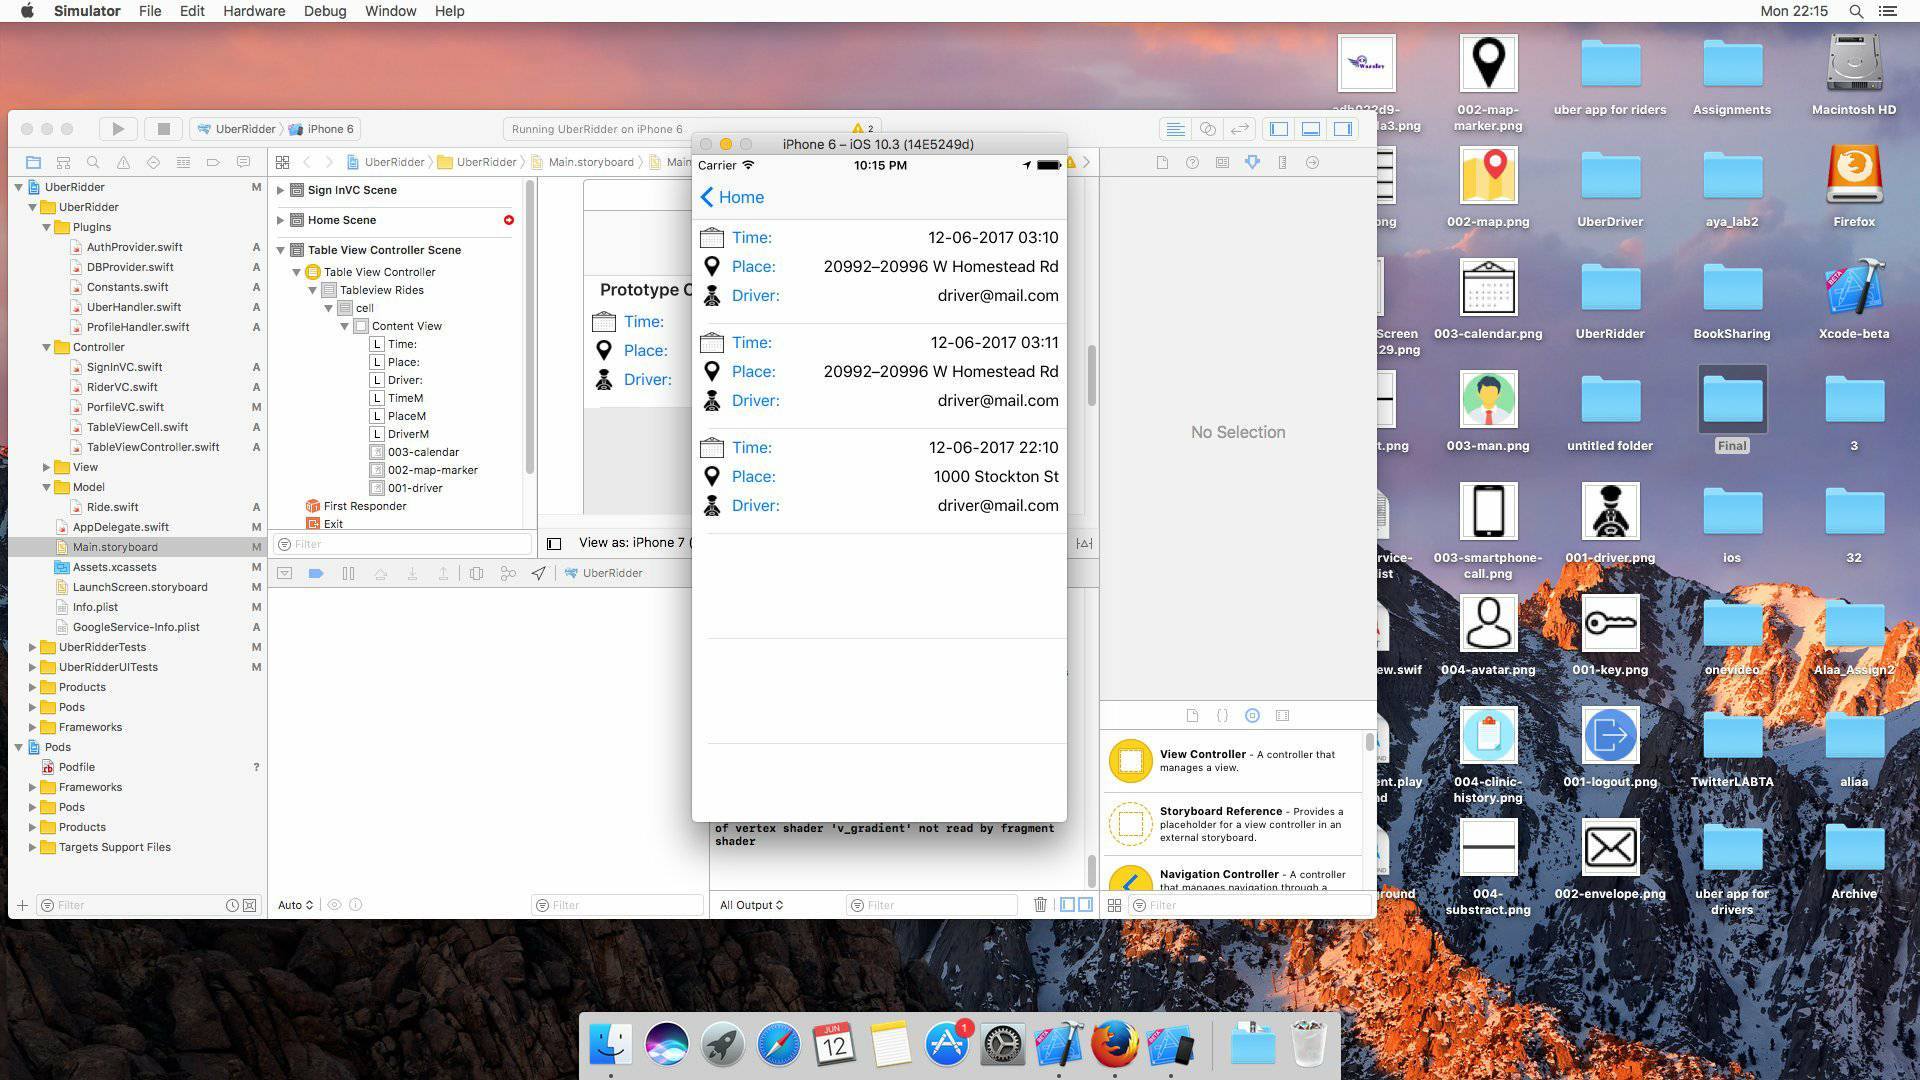 Simulator File Edit Hardware Debug Window Help
Mon 22:15
UberRidder iPhone 6
Running UberRidder on iPhone 6
2
UberRidder M
UberRidder
PlugIns
AuthProvider.swift A
DBProvider.swift A
Constants.swift A
UberHandler.swift A
ProfileHandler.swift A
Controller
SignInVC.swift A
RiderVC.swift A
PorfileVC.swift M
TableViewCell.swift A
TableViewController.swift A
View
Model
Ride.swift A
AppDelegate.swift M
Main.storyboard M
Assets.xcassets M
LaunchScreen.storyboard M
Info.plist M
GoogleService-Info.plist A
UberRidderTests M
UberRidderUITests M
Products
Pods
Frameworks
Pods
Podfile ?
Frameworks
Pods
Products
Targets Support Files
Filter
UberRidder UberRidder Main.storyboard Main
Sign InVC Scene
Home Scene
Table View Controller Scene
Table View Controller
Tableview Rides
cell
Content View
L Time:
L Place:
L Driver:
L TimeM
L PlaceM
L DriverM
003-calendar
002-map-marker
001-driver
First Responder
Exit
Filter
Prototype C
Time:
Place:
Driver:
View as: iPhone 7 (
UberRidder
Auto
Filter
iPhone 6 – iOS 10.3 (14E5249d)
Carrier 10:15 PM
Home
Time: 12-06-2017 03:10
Place: 20992–20996 W Homestead Rd
Driver: driver@mail.com
Time: 12-06-2017 03:11
Place: 20992–20996 W Homestead Rd
Driver: driver@mail.com
Time: 12-06-2017 22:10
Place: 1000 Stockton St
Driver: driver@mail.com
of vertex shader 'v_gradient' not read by fragment
shader
All Output
Filter
No Selection
View Controller - A controller that
manages a view.
Storyboard Reference - Provides a
placeholder for a view controller in an
external storyboard.
Navigation Controller - A controller
that manages navigation through a
Filter
002-map-
marker.png
uber app for riders
Assignments
Macintosh HD
png
002-map.png
UberDriver
aya_lab2
Firefox
Screen
29.png
003-calendar.png
UberRidder
BookSharing
BETA
Xcode-beta
t.png
003-man.png
untitled folder
Final
3
ervice-
list
003-smartphone-
call.png
001-driver.png
ios
32
ew.swif
004-avatar.png
001-key.png
onevideo
Alaa_Assign2
ent.play
nd
004-clinic-
history.png
001-logout.png
TwitterLABTA
aliaa
ground
004-
substract.png
002-envelope.png
uber app for
drivers
Archive
JUN
12
1
BETA
BETA